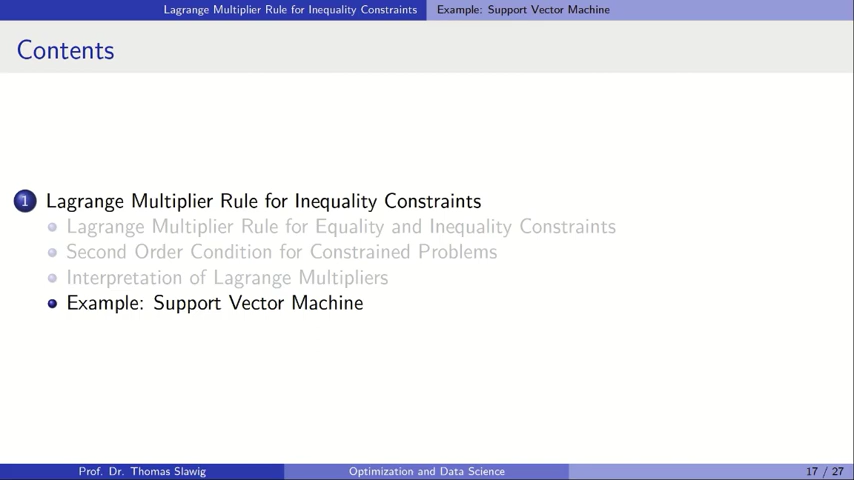 Lagrange Multiplier Rule for Inequality Constraints Example: Support Vector Machine
Contents
1 Lagrange Multiplier Rule for Inequality Constraints
Lagrange Multiplier Rule for Equality and Inequality Constraints
Second Order Condition for Constrained Problems
Interpretation of Lagrange Multipliers
Example: Support Vector Machine
Prof. Dr. Thomas Slawig Optimization and Data Science 17 / 27